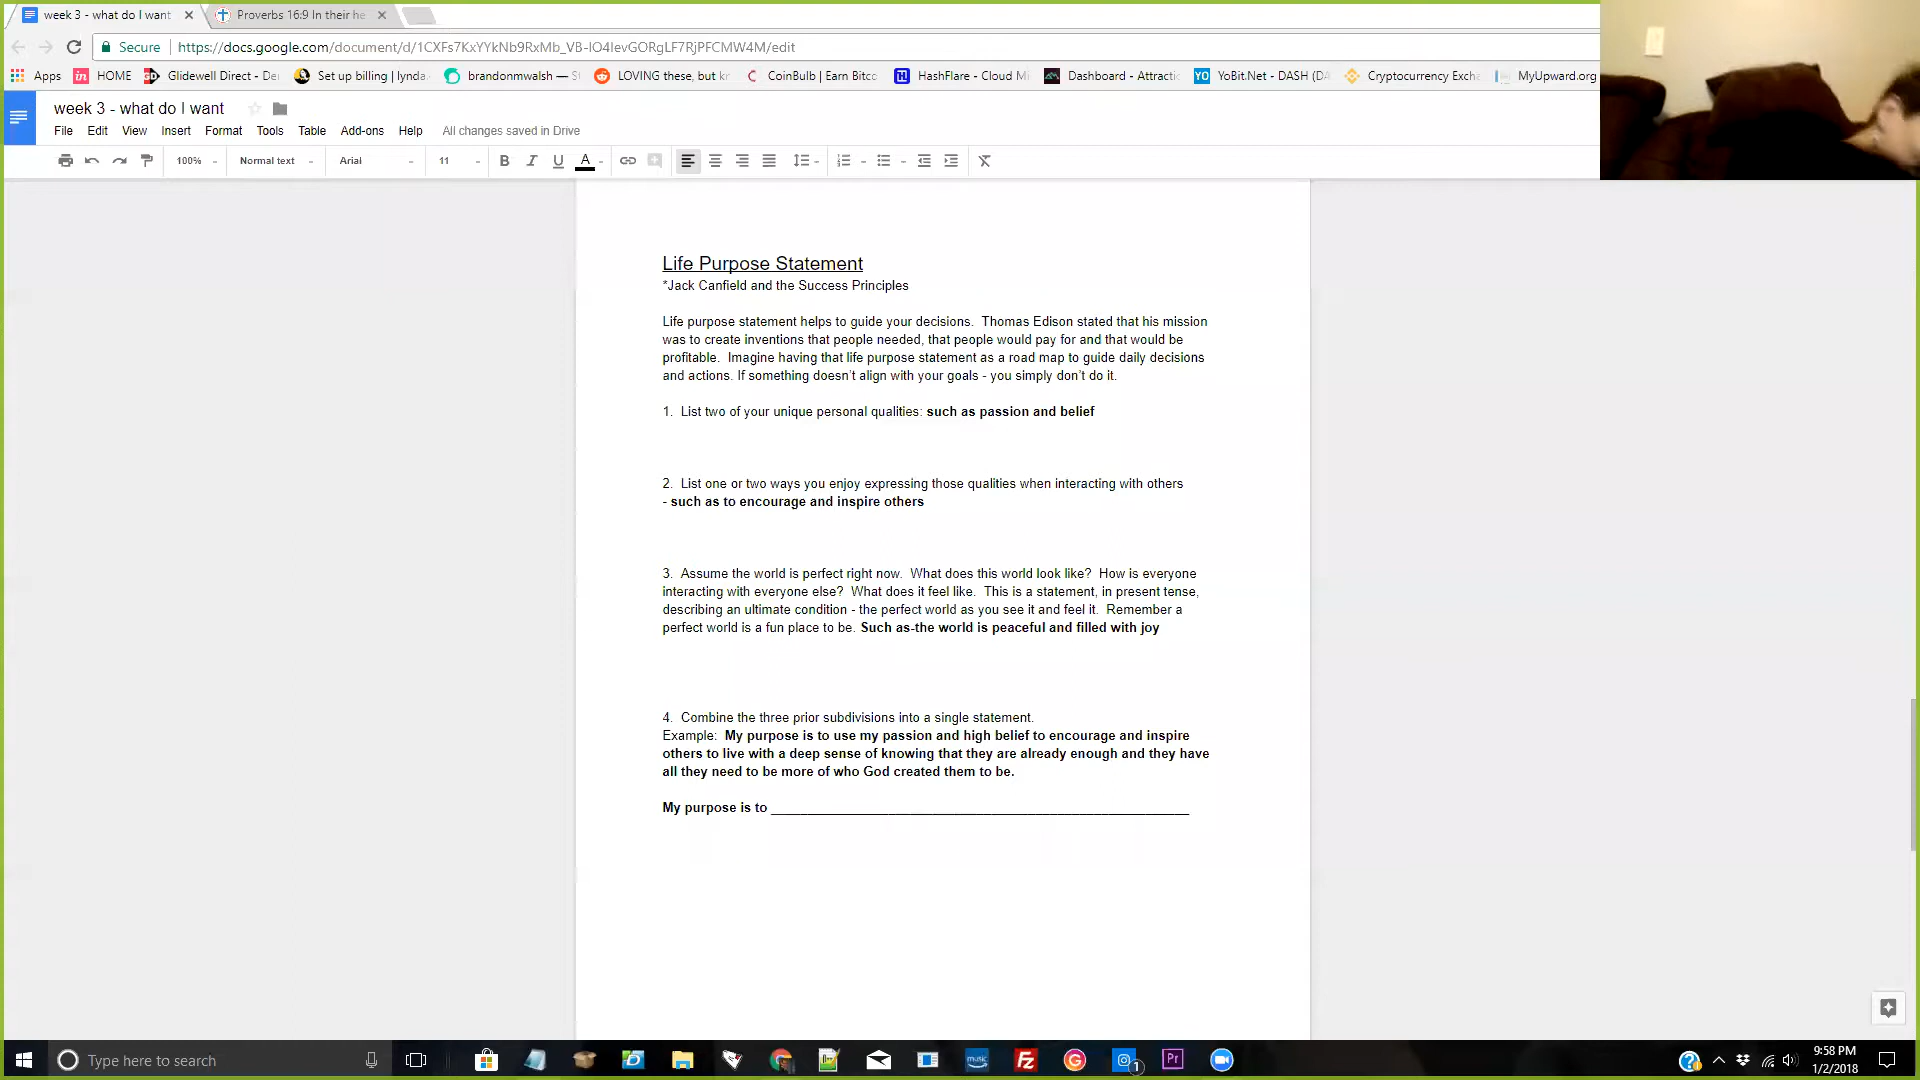 week 3 - what do I want
Proverbs 16:9 In their he
Secure https://docs.google.com/document/d/1CXFs7KxYYkNb9RxMb_VB-IO4IevGORgLF7RjPFCMW4M/edit
Apps HOME Glidewell Direct - De Set up billing | lynda. brandonmwalsh — S LOVING these, but kr CoinBulb | Earn Bitco HashFlare - Cloud Mi Dashboard - Attractic YoBit.Net - DASH (DA Cryptocurrency Exch MyUpward.org
week 3 - what do I want
File Edit View Insert Format Tools Table Add-ons Help All changes saved in Drive
100% Normal text Arial 11 B I U A
Life Purpose Statement
*Jack Canfield and the Success Principles
Life purpose statement helps to guide your decisions. Thomas Edison stated that his mission
was to create inventions that people needed, that people would pay for and that would be
profitable. Imagine having that life purpose statement as a road map to guide daily decisions
and actions. If something doesn't align with your goals - you simply don't do it.
1. List two of your unique personal qualities: such as passion and belief
2. List one or two ways you enjoy expressing those qualities when interacting with others
- such as to encourage and inspire others
3. Assume the world is perfect right now. What does this world look like? How is everyone
interacting with everyone else? What does it feel like. This is a statement, in present tense,
describing an ultimate condition - the perfect world as you see it and feel it. Remember a
perfect world is a fun place to be. Such as-the world is peaceful and filled with joy
4. Combine the three prior subdivisions into a single statement.
Example: My purpose is to use my passion and high belief to encourage and inspire
others to live with a deep sense of knowing that they are already enough and they have
all they need to be more of who God created them to be.
My purpose is to __________________________________________________________
Type here to search
music
Fz
Pr
1
9:58 PM
1/2/2018